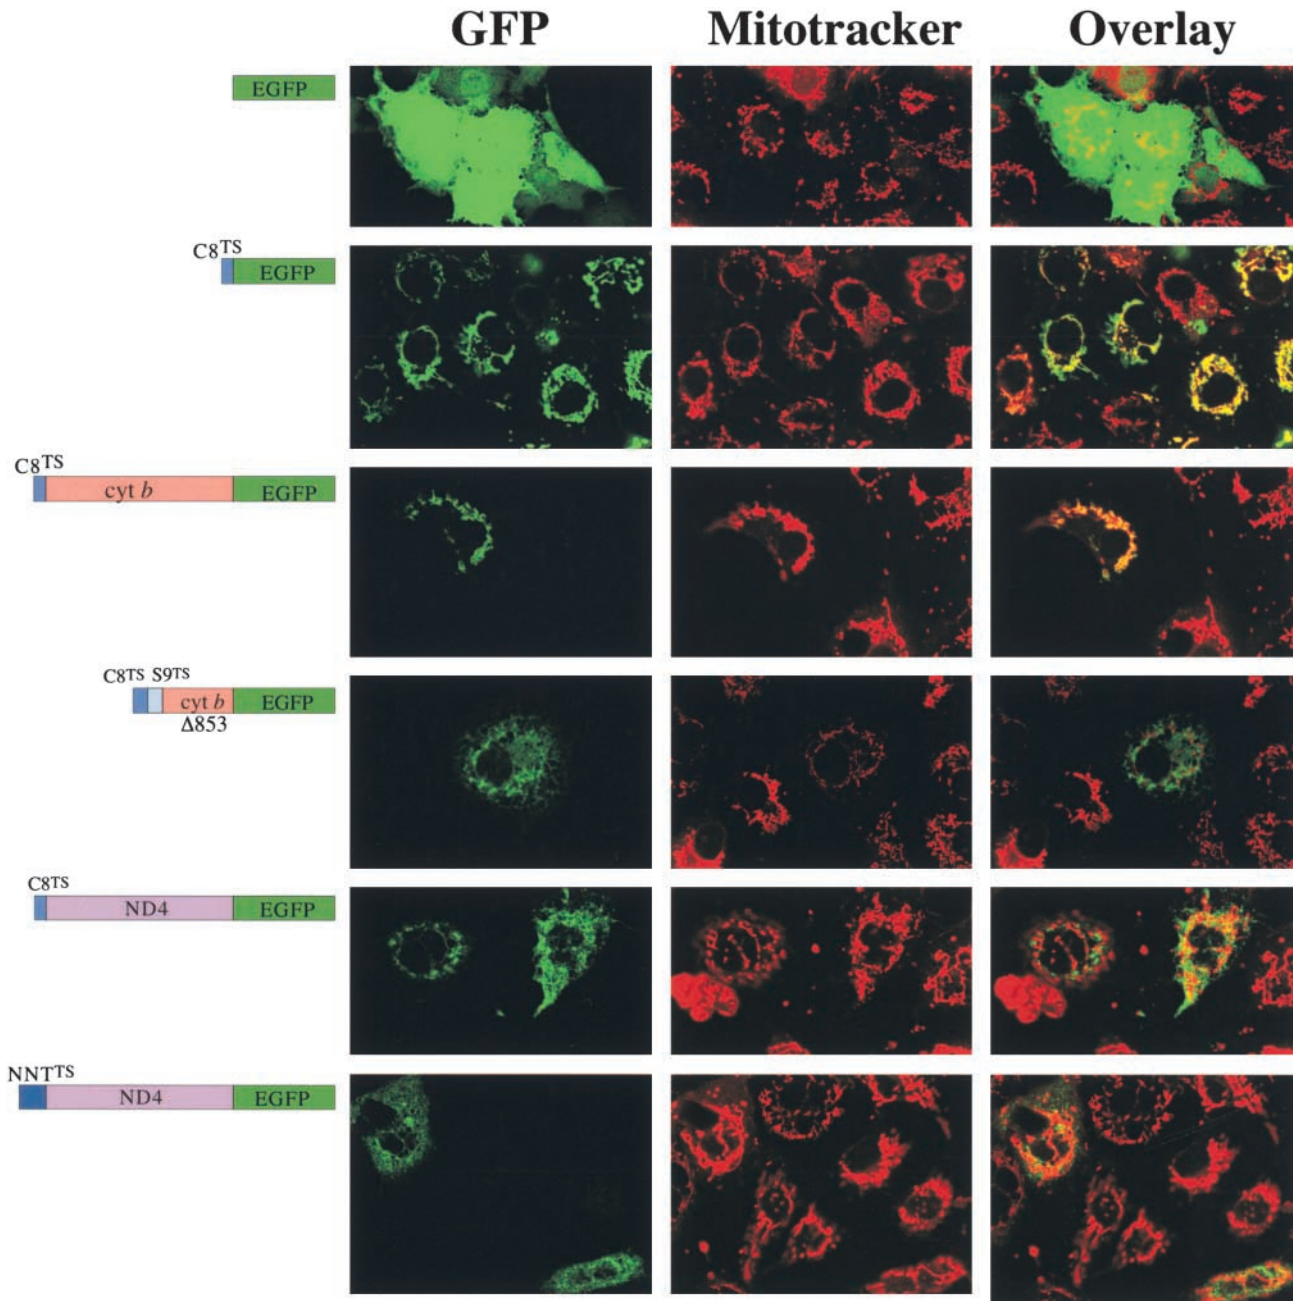 GFP Mitotracker Overlay
EGFP
C8TS
EGFP
C8TS
cyt b EGFP
C8TS S9TS
cyt b EGFP
Δ853
C8TS
ND4 EGFP
NNTTS
ND4 EGFP